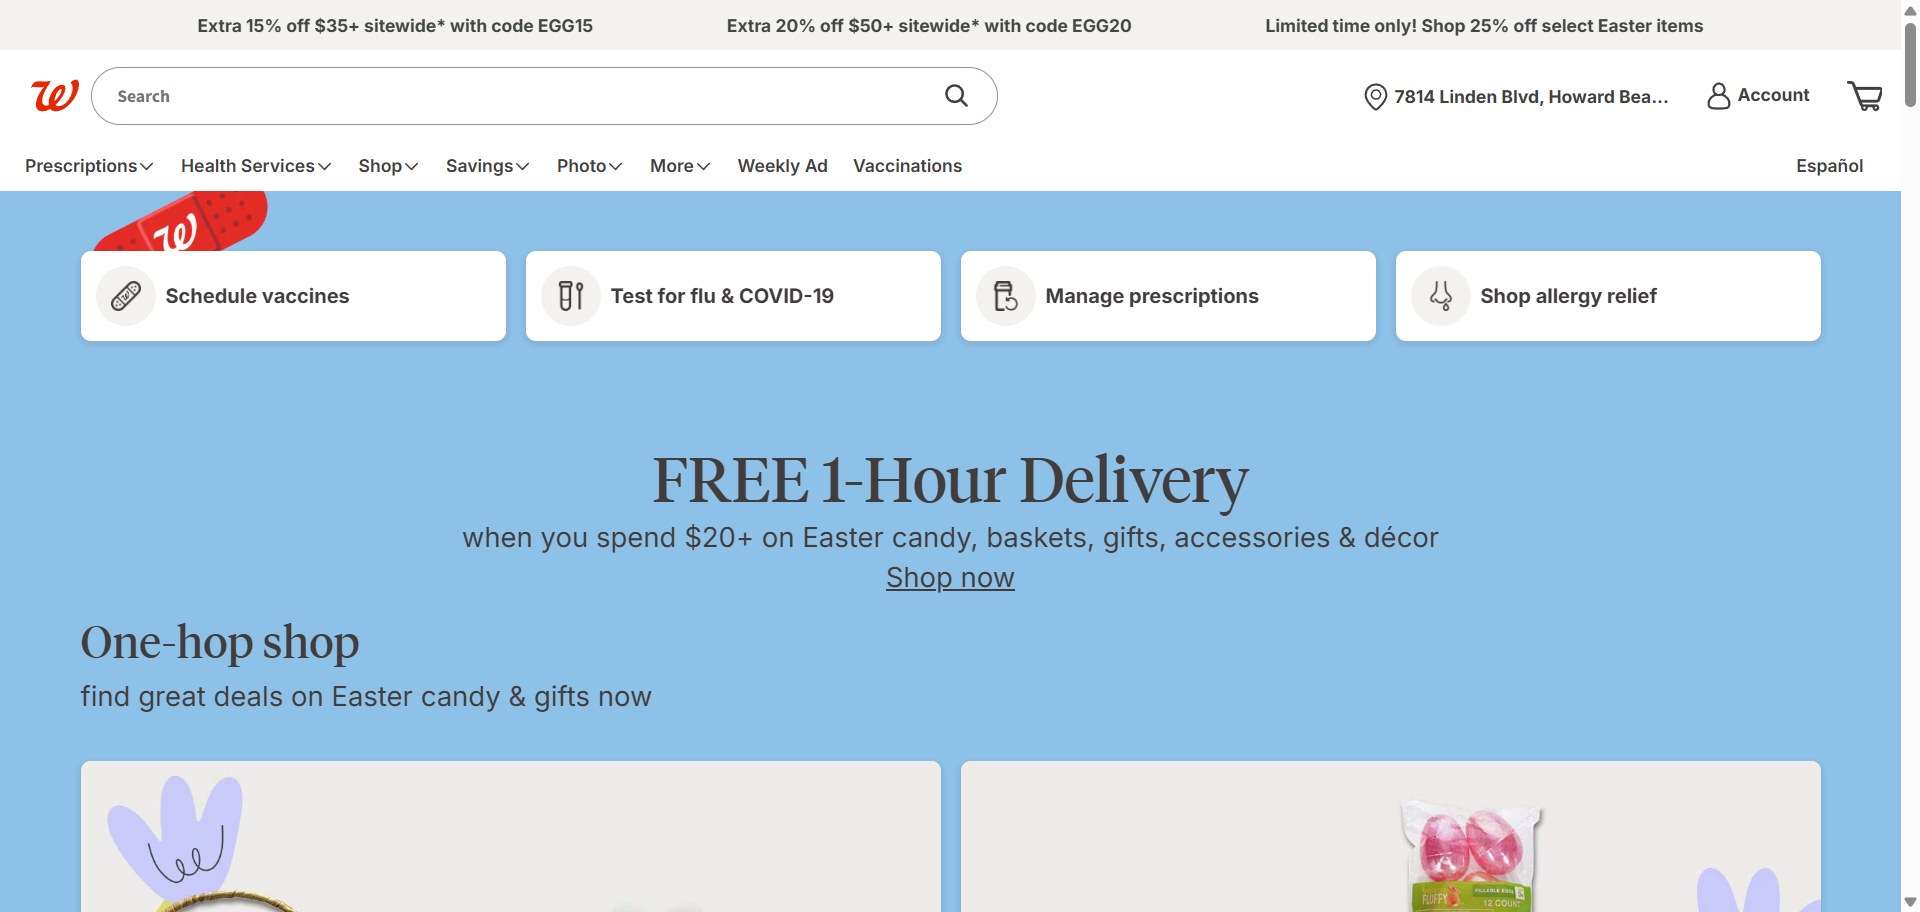 Extra 15% off $35+ sitewide* with code EGG15
Extra 20% off $50+ sitewide* with code EGG20
Limited time only! Shop 25% off select Easter items
Search
7814 Linden Blvd, Howard Bea...
Account
Prescriptions
Health Services
Shop
Savings
Photo
More
Weekly Ad
Vaccinations
Español
Schedule vaccines
Test for flu & COVID-19
Manage prescriptions
Shop allergy relief
FREE 1-Hour Delivery
when you spend $20+ on Easter candy, baskets, gifts, accessories & décor
Shop now
One-hop shop
find great deals on Easter candy & gifts now
FLUFFY
FILLABLE EGGS
12 COUNT